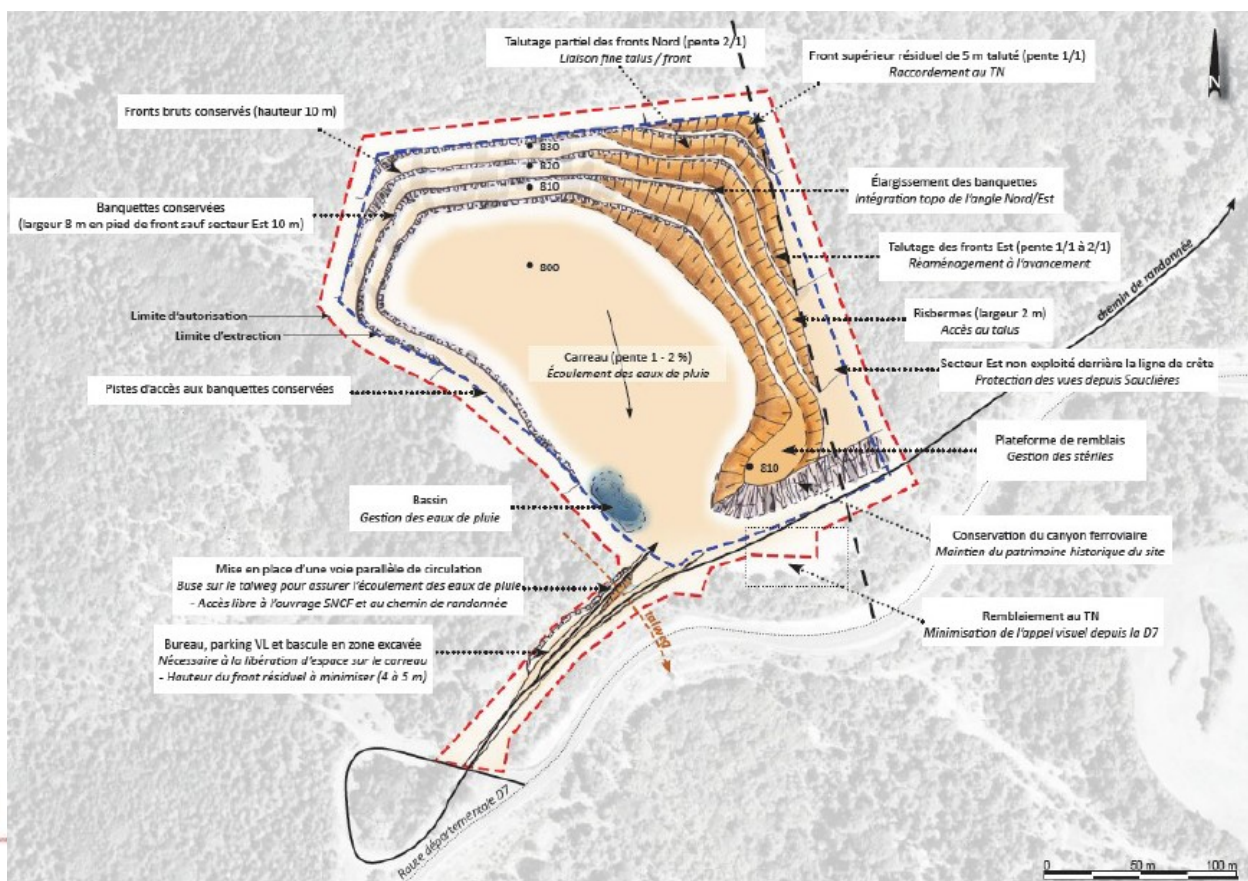 Talutage partiel des fronts Nord (pente 2/1)
Liaison fine talus / front
Front supérieur résiduel de 5 m taluté (pente 1/1)
Raccordement au TN
N
Fronts bruts conservés (hauteur 10 m)
830
820
810
Élargissement des banquettes
Intégration topo de l'angle Nord/Est
Banquettes conservées
(largeur 8 m en pied de front sauf secteur Est 10 m)
Talutage des fronts Est (pente 1/1 à 2/1)
Réaménagement à l'avancement
chemin de randonnée
800
Limite d'autorisation
Limite d'extraction
Risbermes (largeur 2 m)
Accès au talus
Carreau (pente 1 - 2 %)
Écoulement des eaux de pluie
Secteur Est non exploité derrière la ligne de crête
Protection des vues depuis Sauclières
Pistes d'accès aux banquettes conservées
Plateforme de remblais
Gestion des stériles
810
Bassin
Gestion des eaux de pluie
Conservation du canyon ferroviaire
Maintien du patrimoine historique du site
Mise en place d'une voie parallèle de circulation
Buse sur le talweg pour assurer l'écoulement des eaux de pluie
- Accès libre à l'ouvrage SNCF et au chemin de randonnée
Remblaiement au TN
Minimisation de l'appel visuel depuis la D7
talweg
Bureau, parking VL et bascule en zone excavée
Nécessaire à la libération d'espace sur le carreau
- Hauteur du front résiduel à minimiser (4 à 5 m)
Route départementale D7
0 50 m 100 m